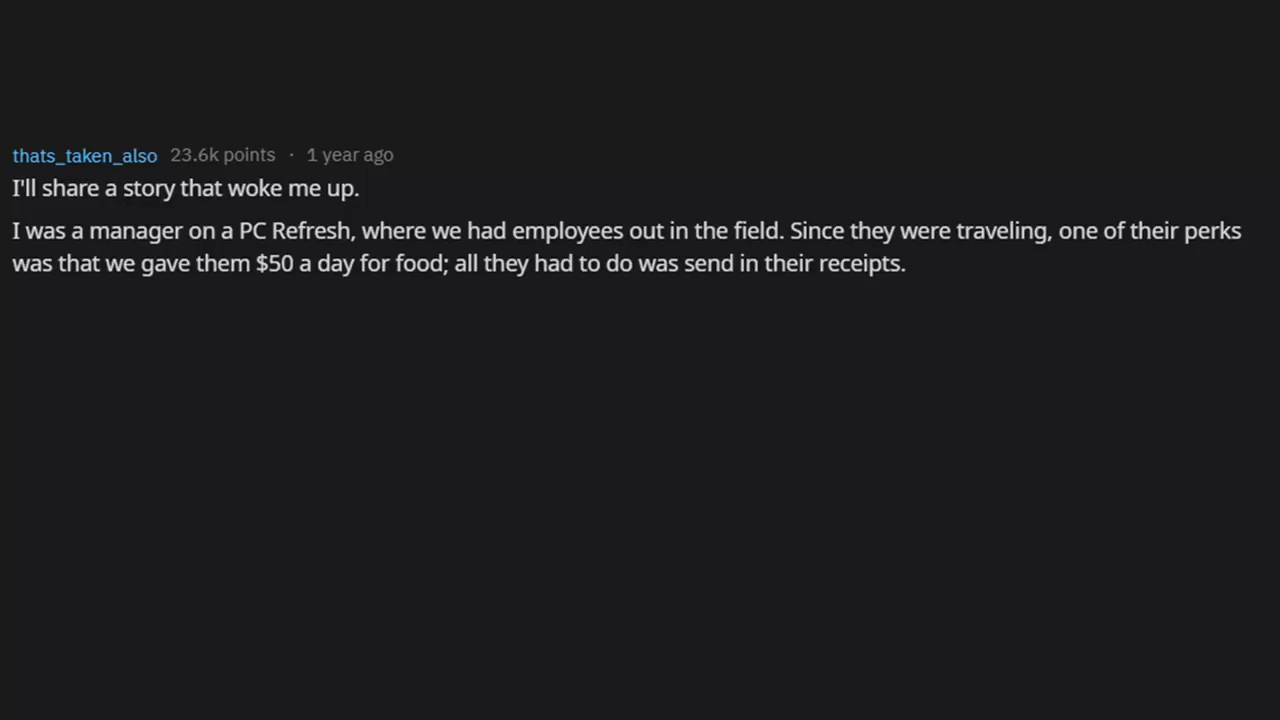 thats_taken_also 23.6k points · 1 year ago
I'll share a story that woke me up.
I was a manager on a PC Refresh, where we had employees out in the field. Since they were traveling, one of their perks
was that we gave them $50 a day for food; all they had to do was send in their receipts.